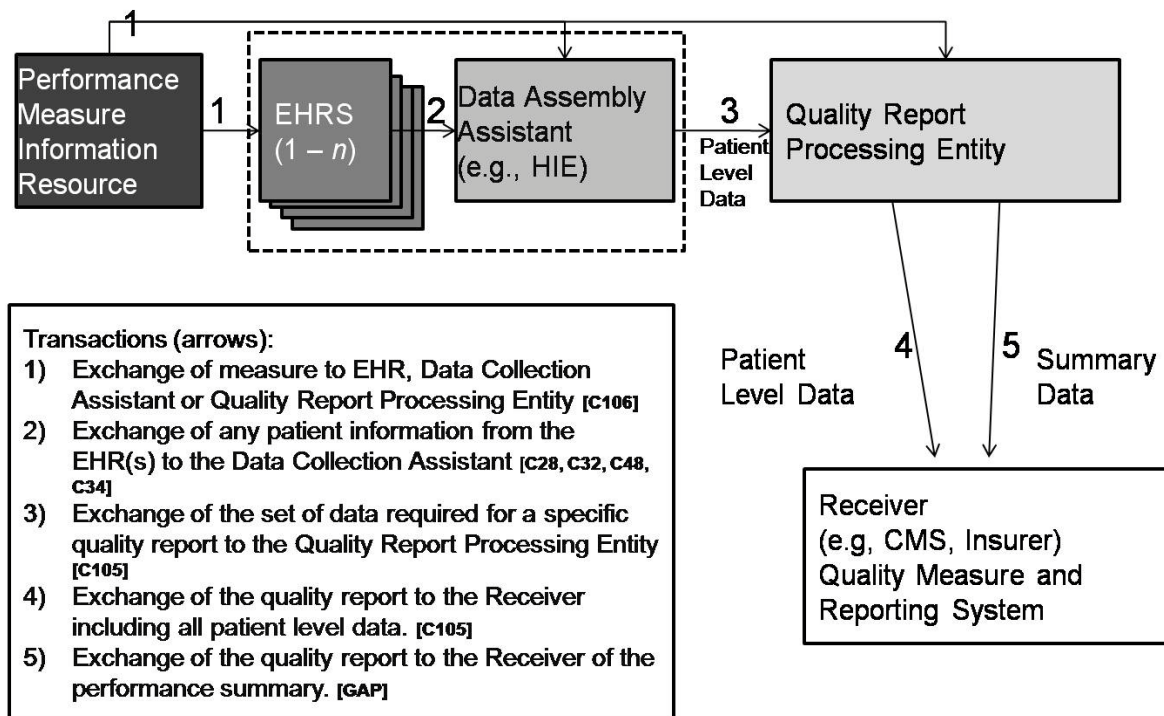 1
Performance
Measure
Information
Resource
1
EHRS
(1 – n)
2
Data Assembly
Assistant
(e.g., HIE)
3
Patient
Level
Data
Quality Report
Processing Entity
4
Patient
Level Data
5
Summary
Data
Receiver
(e.g, CMS, Insurer)
Quality Measure and
Reporting System
Transactions (arrows):
1) Exchange of measure to EHR, Data Collection
Assistant or Quality Report Processing Entity [C106]
2) Exchange of any patient information from the
EHR(s) to the Data Collection Assistant [C28, C32, C48,
C34]
3) Exchange of the set of data required for a specific
quality report to the Quality Report Processing Entity
[C105]
4) Exchange of the quality report to the Receiver
including all patient level data. [C105]
5) Exchange of the quality report to the Receiver of the
performance summary. [GAP]